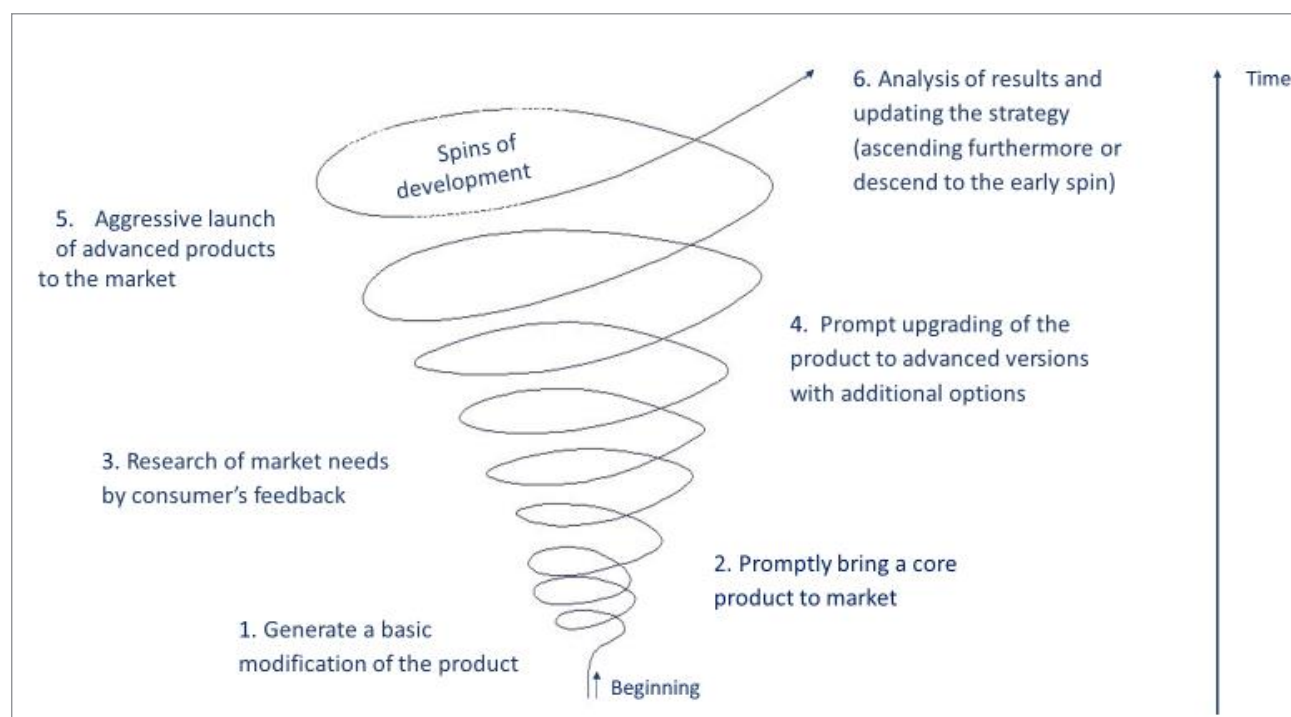 6. Analysis of results and
updating the strategy
(ascending furthermore or
descend to the early spin)
Time
Spins of
development
5. Aggressive launch
of advanced products
to the market
4. Prompt upgrading of the
product to advanced versions
with additional options
3. Research of market needs
by consumer's feedback
2. Promptly bring a core
product to market
1. Generate a basic
modification of the product
Beginning